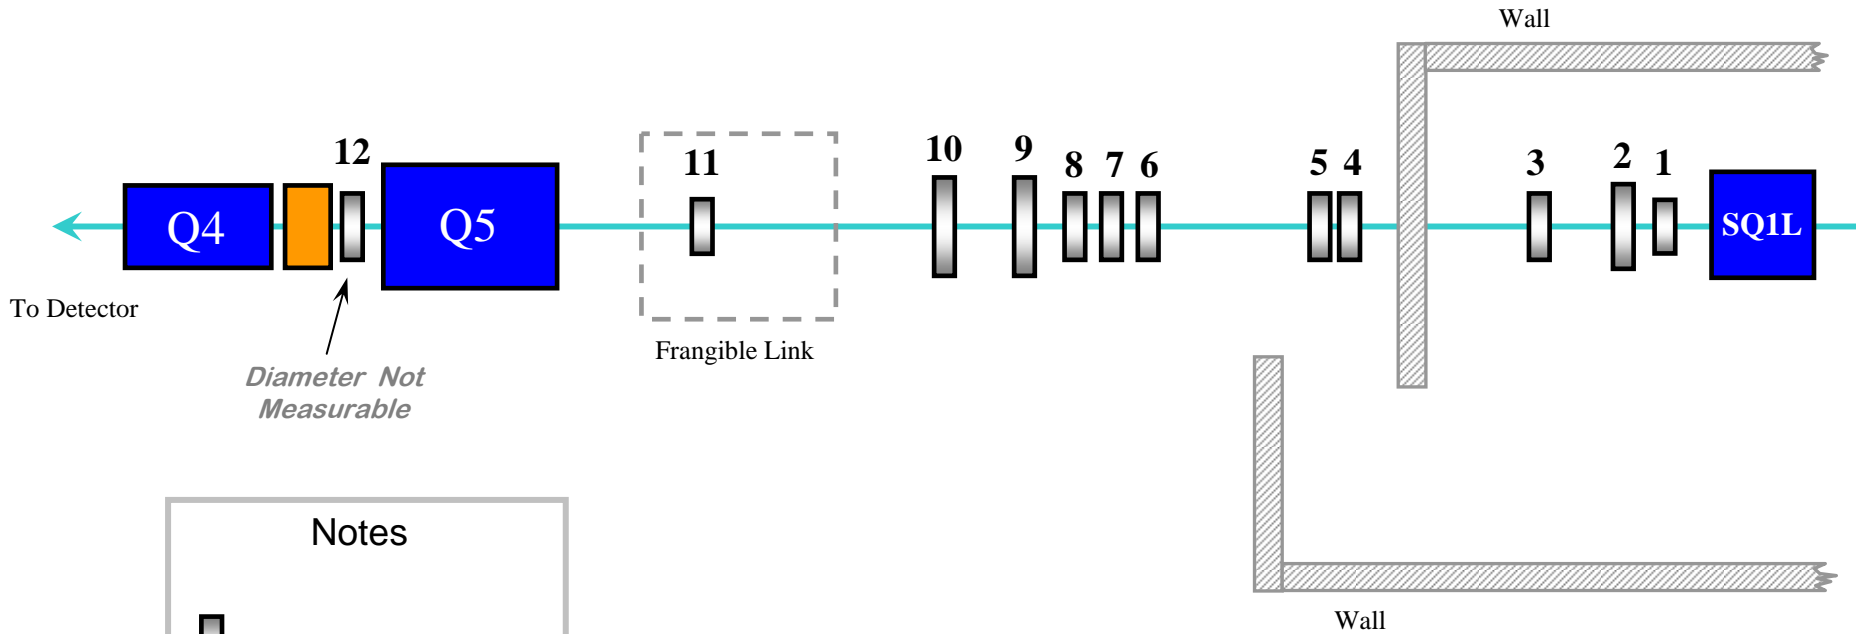 Wall
12
11
10
9
8
7
6
5
4
3
2
1
Q4
Q5
SQ1L
To Detector
Frangible Link
Diameter Not
Measurable
Notes
Wall